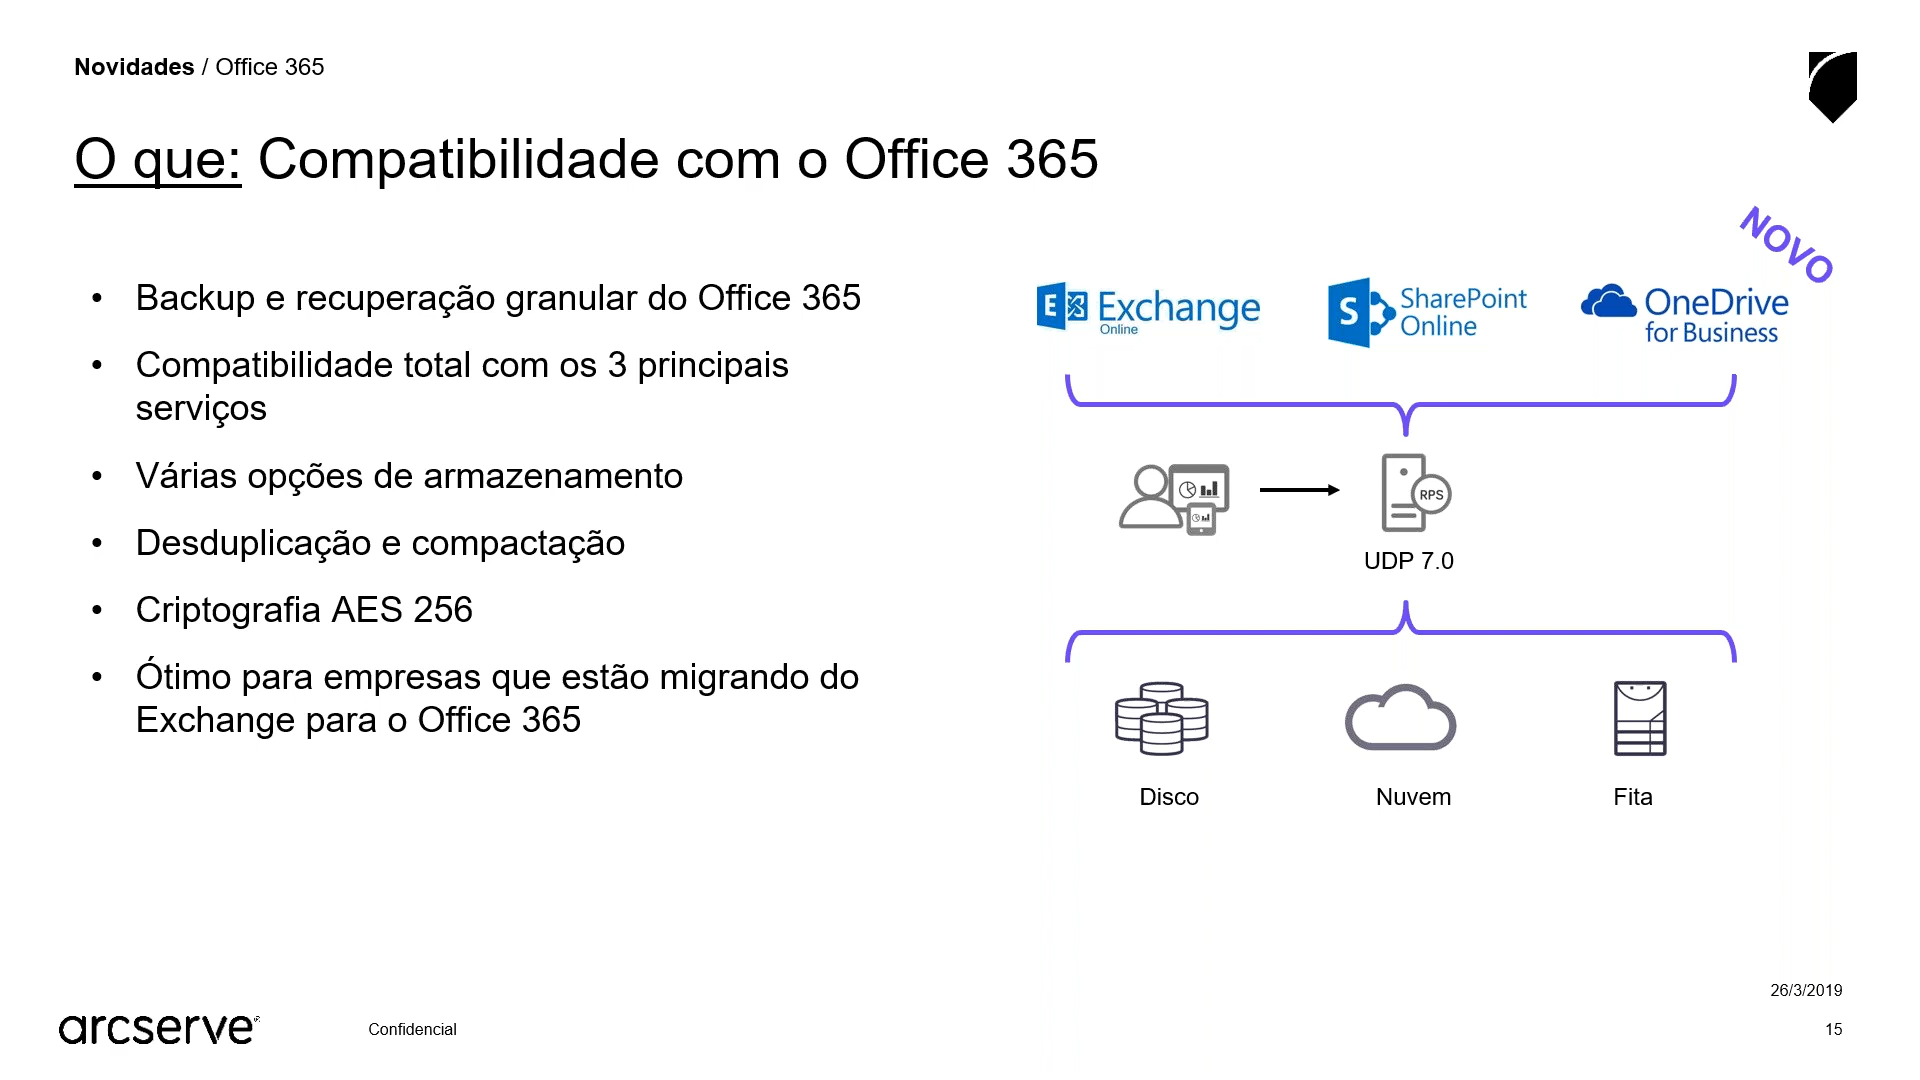 Novidades / Office 365
O que: Compatibilidade com o Office 365
• Backup e recuperação granular do Office 365
• Compatibilidade total com os 3 principais
serviços
• Várias opções de armazenamento
• Desduplicação e compactação
• Criptografia AES 256
• Ótimo para empresas que estão migrando do
Exchange para o Office 365
NOVO
E Exchange
Online
S SharePoint
Online
OneDrive
for Business
RPS
UDP 7.0
Disco
Nuvem
Fita
26/3/2019
arcserve®
Confidencial
15